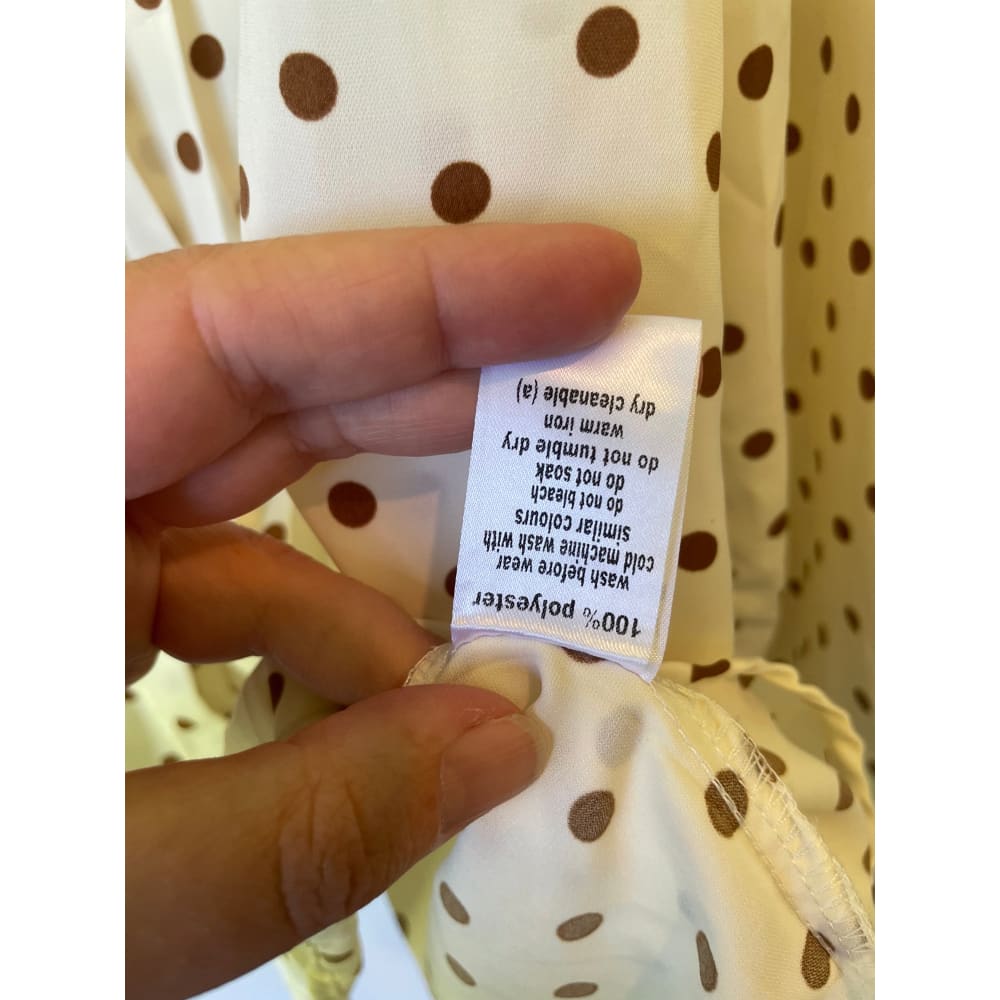 100% polyester
wash before wear
cold machine wash with
similar colours
do not bleach
do not soak
do not tumble dry
warm iron
dry cleanable (a)